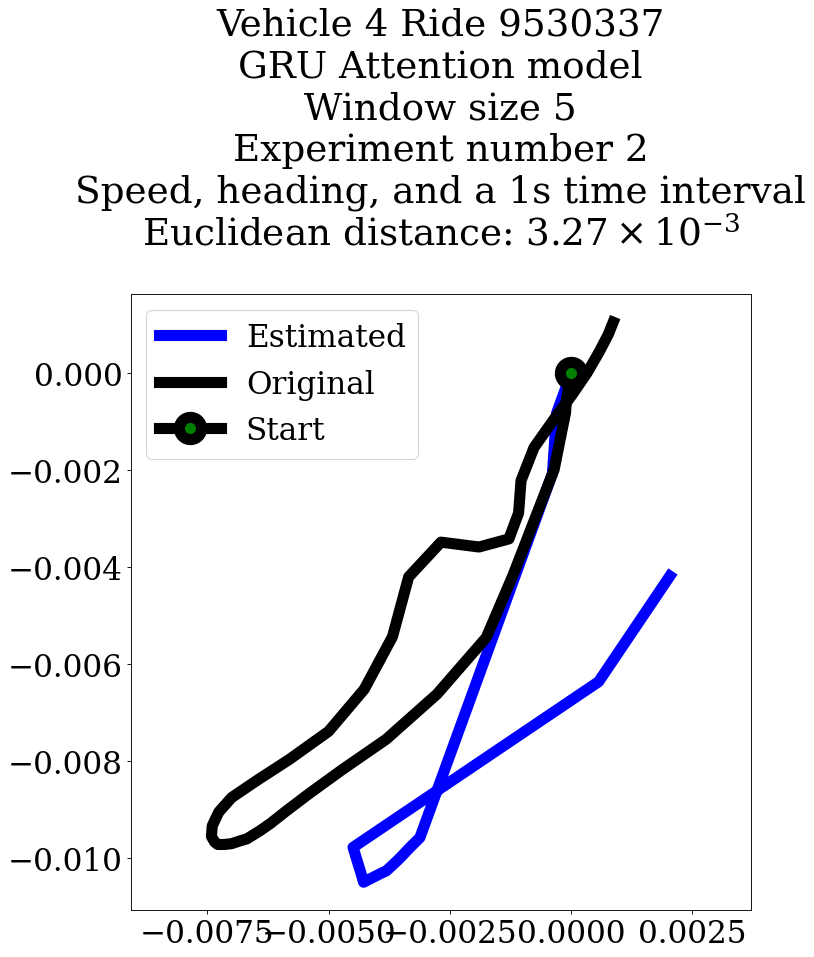 Vehicle 4 Ride 9530337
GRU Attention model
Window size 5
Experiment number 2
Speed, heading, and a 1s time interval
Euclidean distance: 3.27 × 10⁻³
Estimated
Original
Start
0.000
−0.002
−0.004
−0.006
−0.008
−0.010
−0.0075 −0.0050 −0.0025 0.0000 0.0025